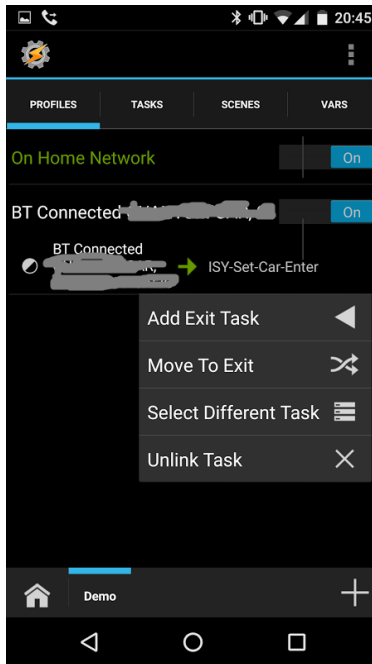 20:45
PROFILES TASKS SCENES VARS
On Home Network On
BT Connected On
BT Connected
ISY-Set-Car-Enter
Add Exit Task
Move To Exit
Select Different Task
Unlink Task
Demo